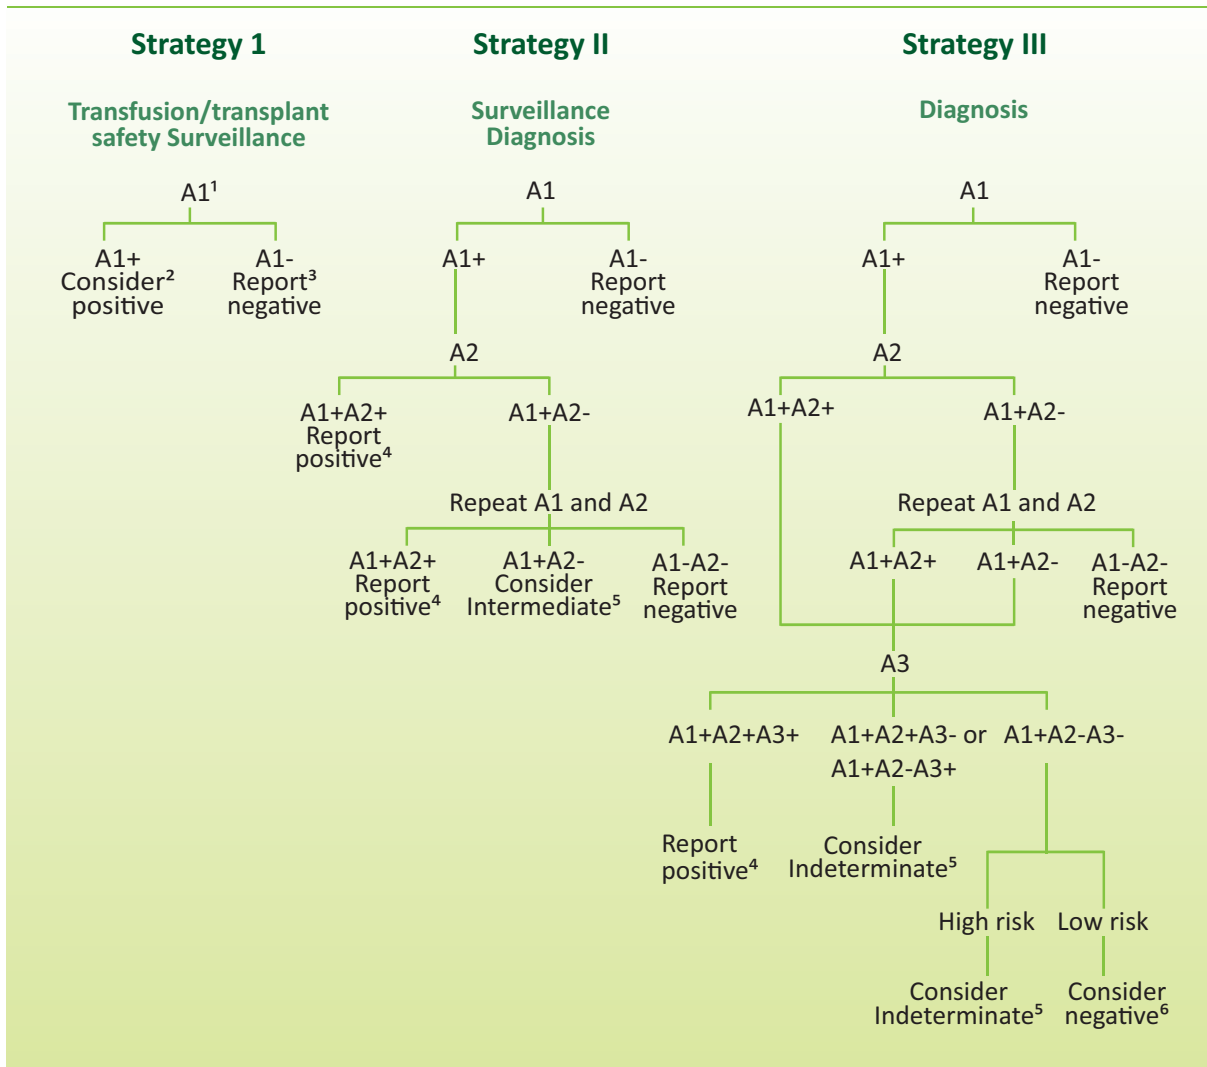 Strategy 1
Transfusion/transplant
safety Surveillance
A1¹
A1+
Consider²
positive
A1-
Report³
negative
Strategy II
Surveillance
Diagnosis
A1
A1+
A1-
Report
negative
A2
A1+A2+
Report
positive⁴
A1+A2-
Repeat A1 and A2
A1+A2+
Report
positive⁴
A1+A2-
Consider
Intermediate⁵
A1-A2-
Report
negative
Strategy III
Diagnosis
A1
A1+
A1-
Report
negative
A2
A1+A2+
A1+A2-
Repeat A1 and A2
A1+A2+
A1+A2-
A1-A2-
Report
negative
A3
A1+A2+A3+
A1+A2+A3- or
A1+A2-A3+
A1+A2-A3-
Report
positive⁴
Consider
Indeterminate⁵
High risk
Low risk
Consider
Indeterminate⁵
Consider
negative⁶